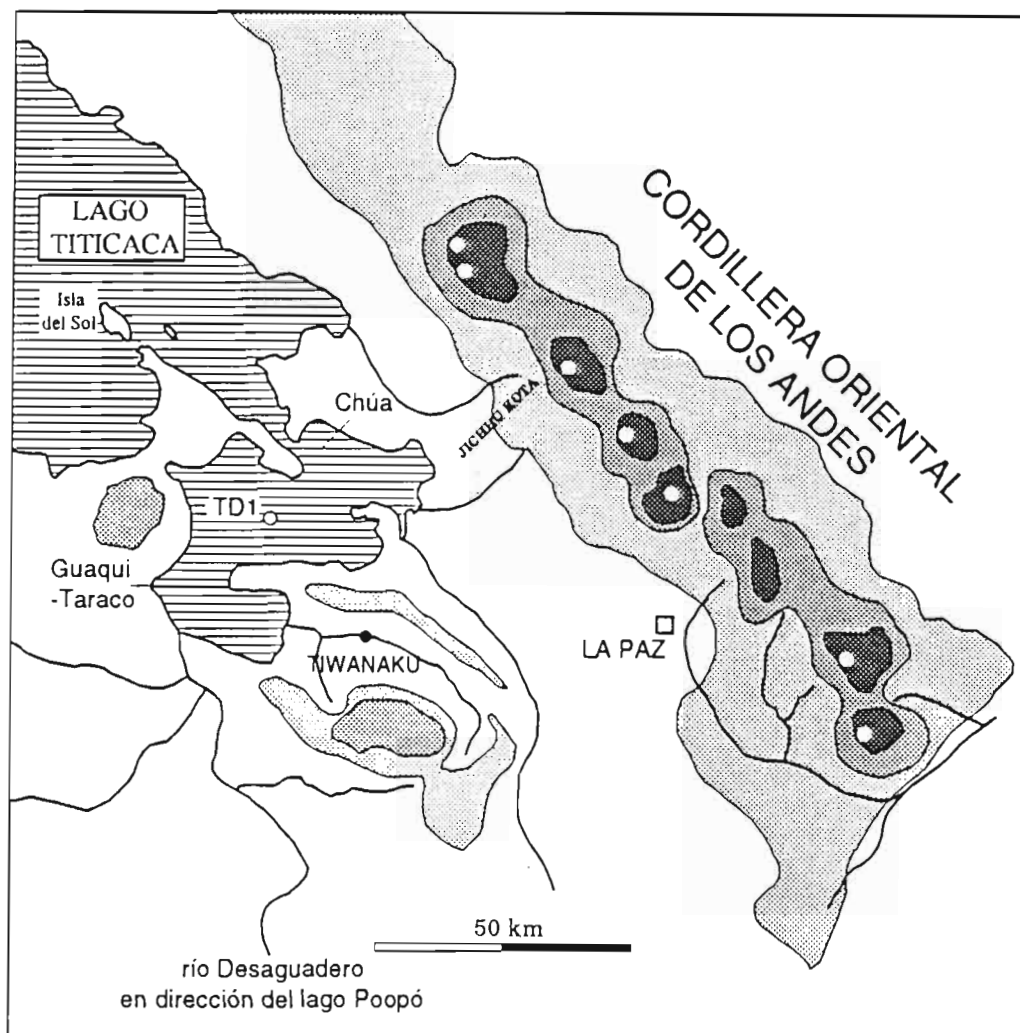 LAGO
TITICACA
Isla
del Sol
CORDILLERA ORIENTAL
DE LOS ANDES
Chúa
JICHHU KOTA
TD1
Guaqui
-Taraco
TIWANAKU
LA PAZ
50 km
río Desaguadero
en dirección del lago Poopó